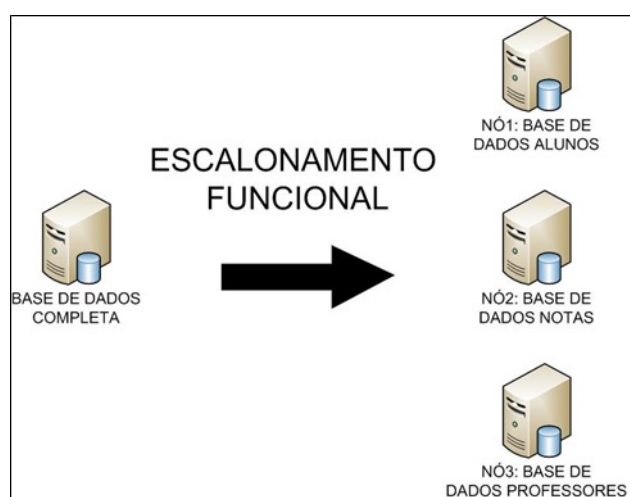 NÓ1: BASE DE
DADOS ALUNOS
ESCALONAMENTO
FUNCIONAL
BASE DE DADOS
COMPLETA
NÓ2: BASE DE
DADOS NOTAS
NÓ3: BASE DE
DADOS PROFESSORES